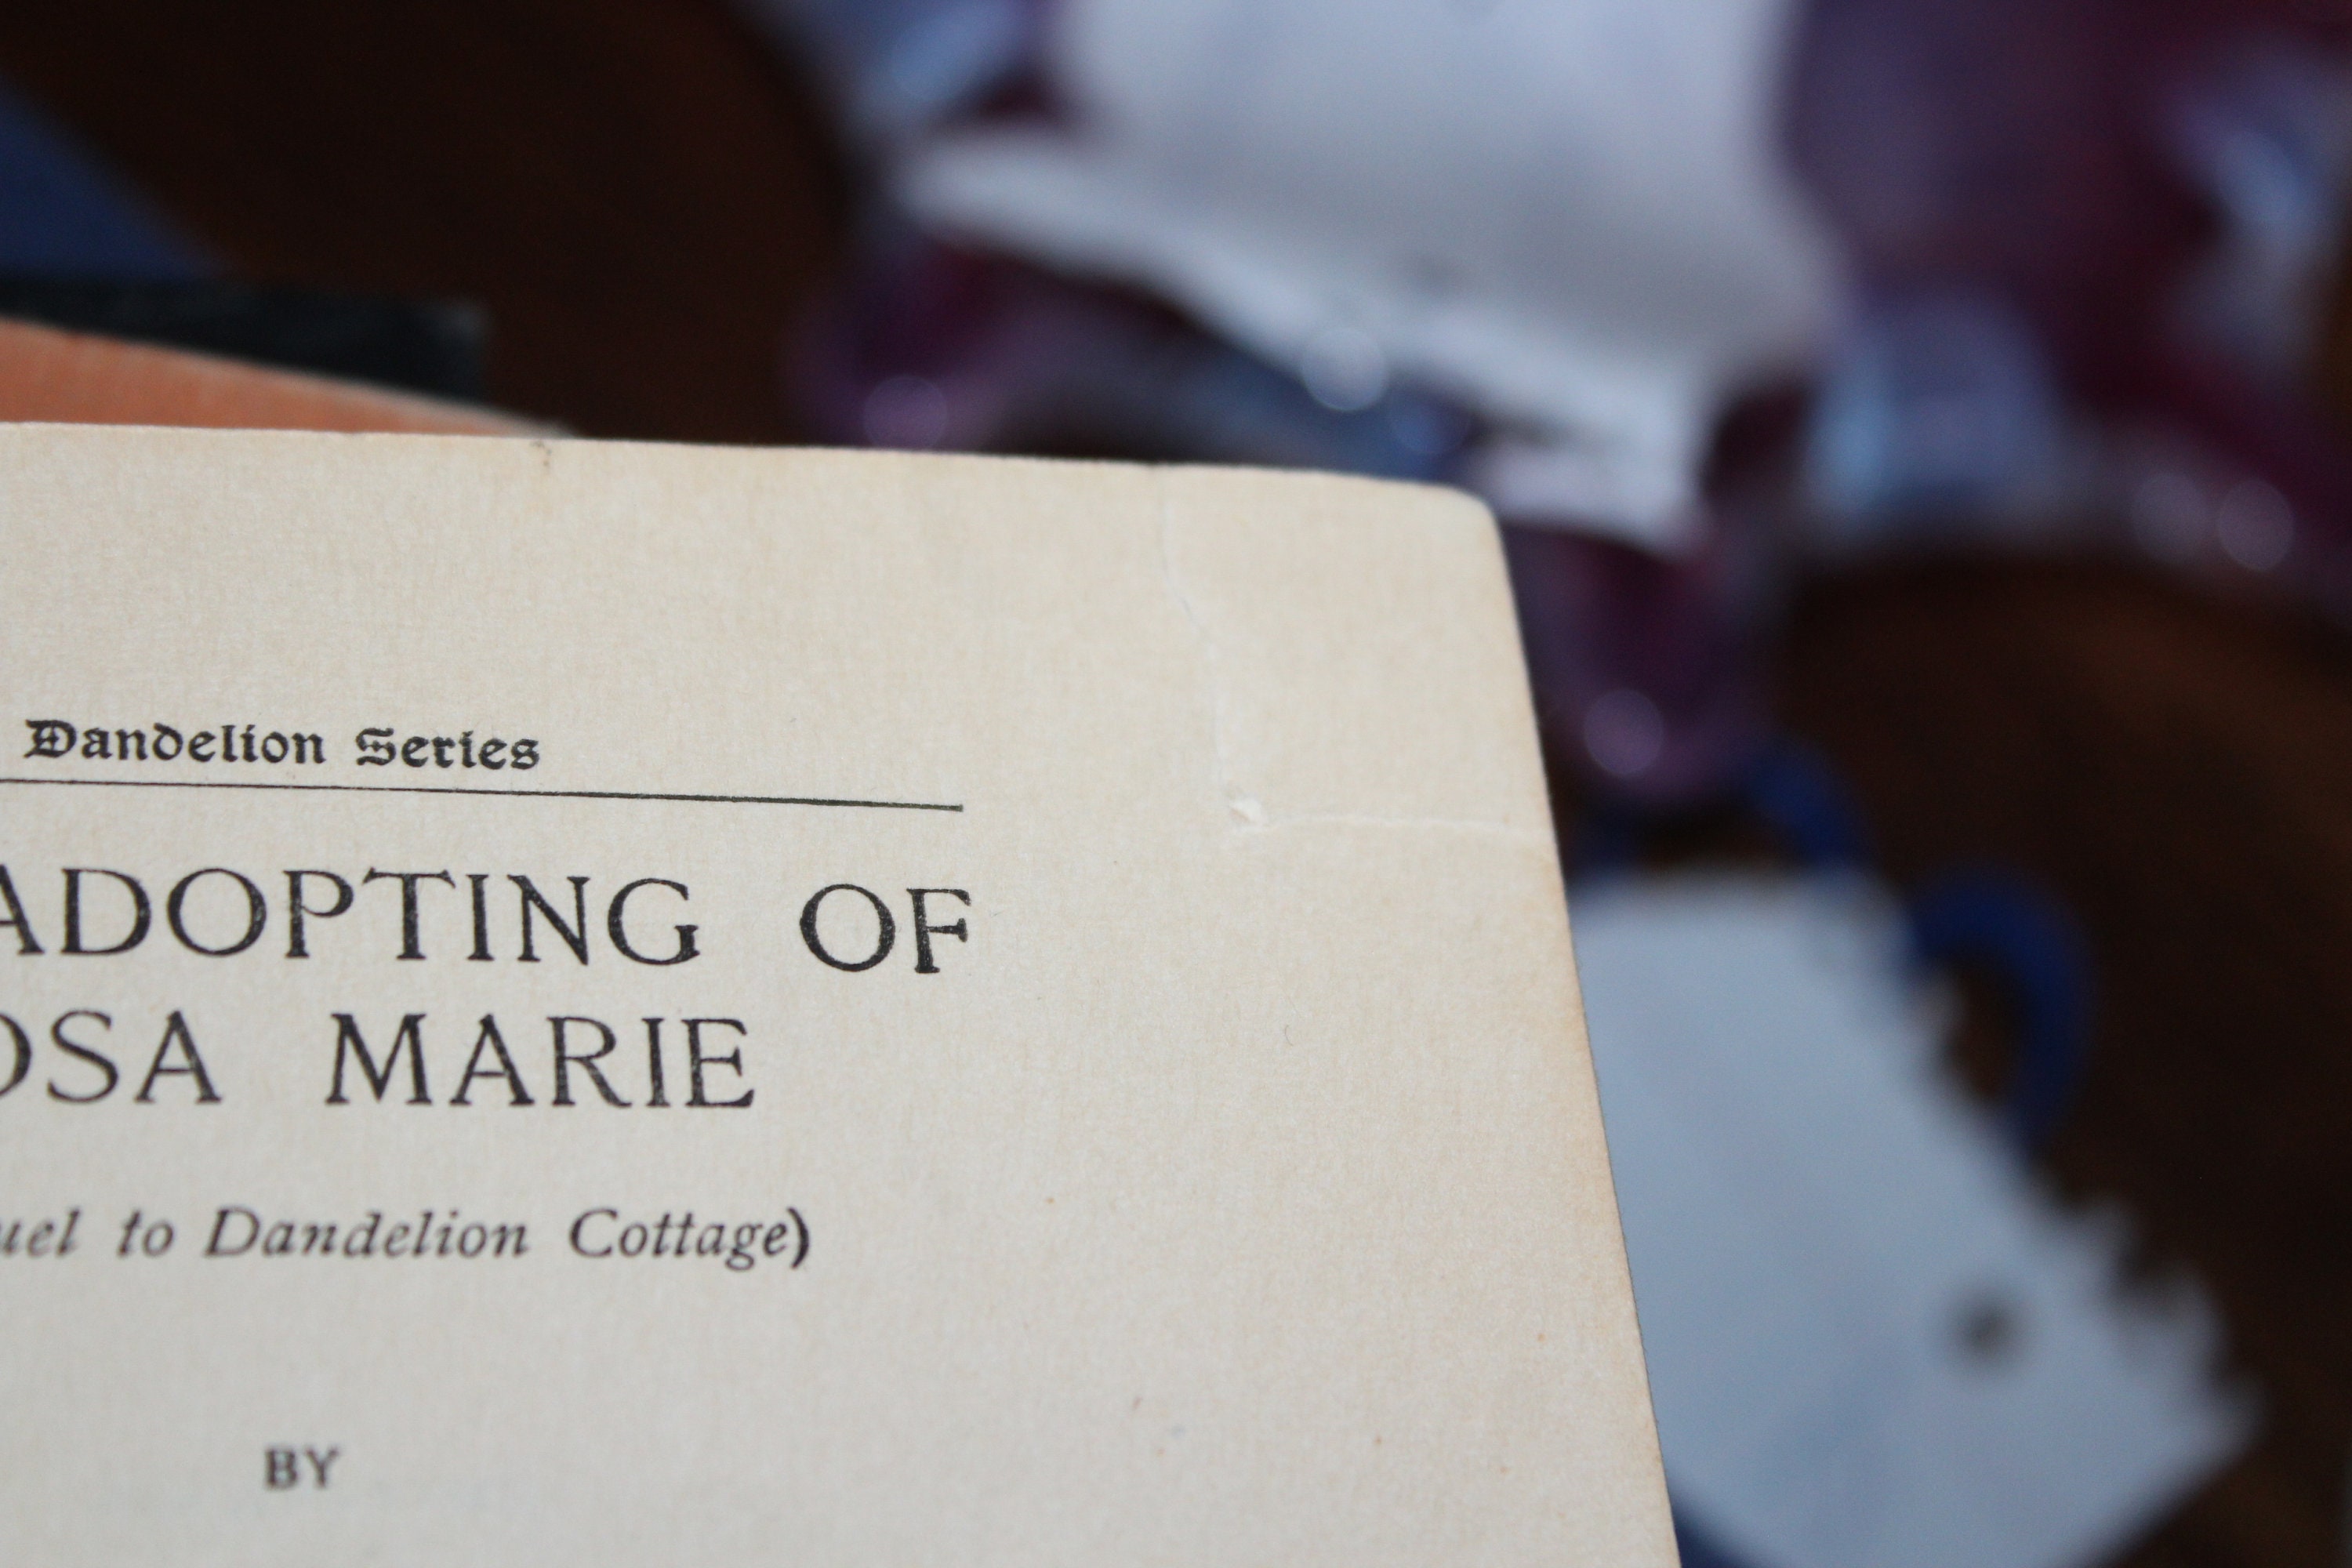 Dandelion Series
ADOPTING OF
OSA MARIE
uel to Dandelion Cottage)
BY